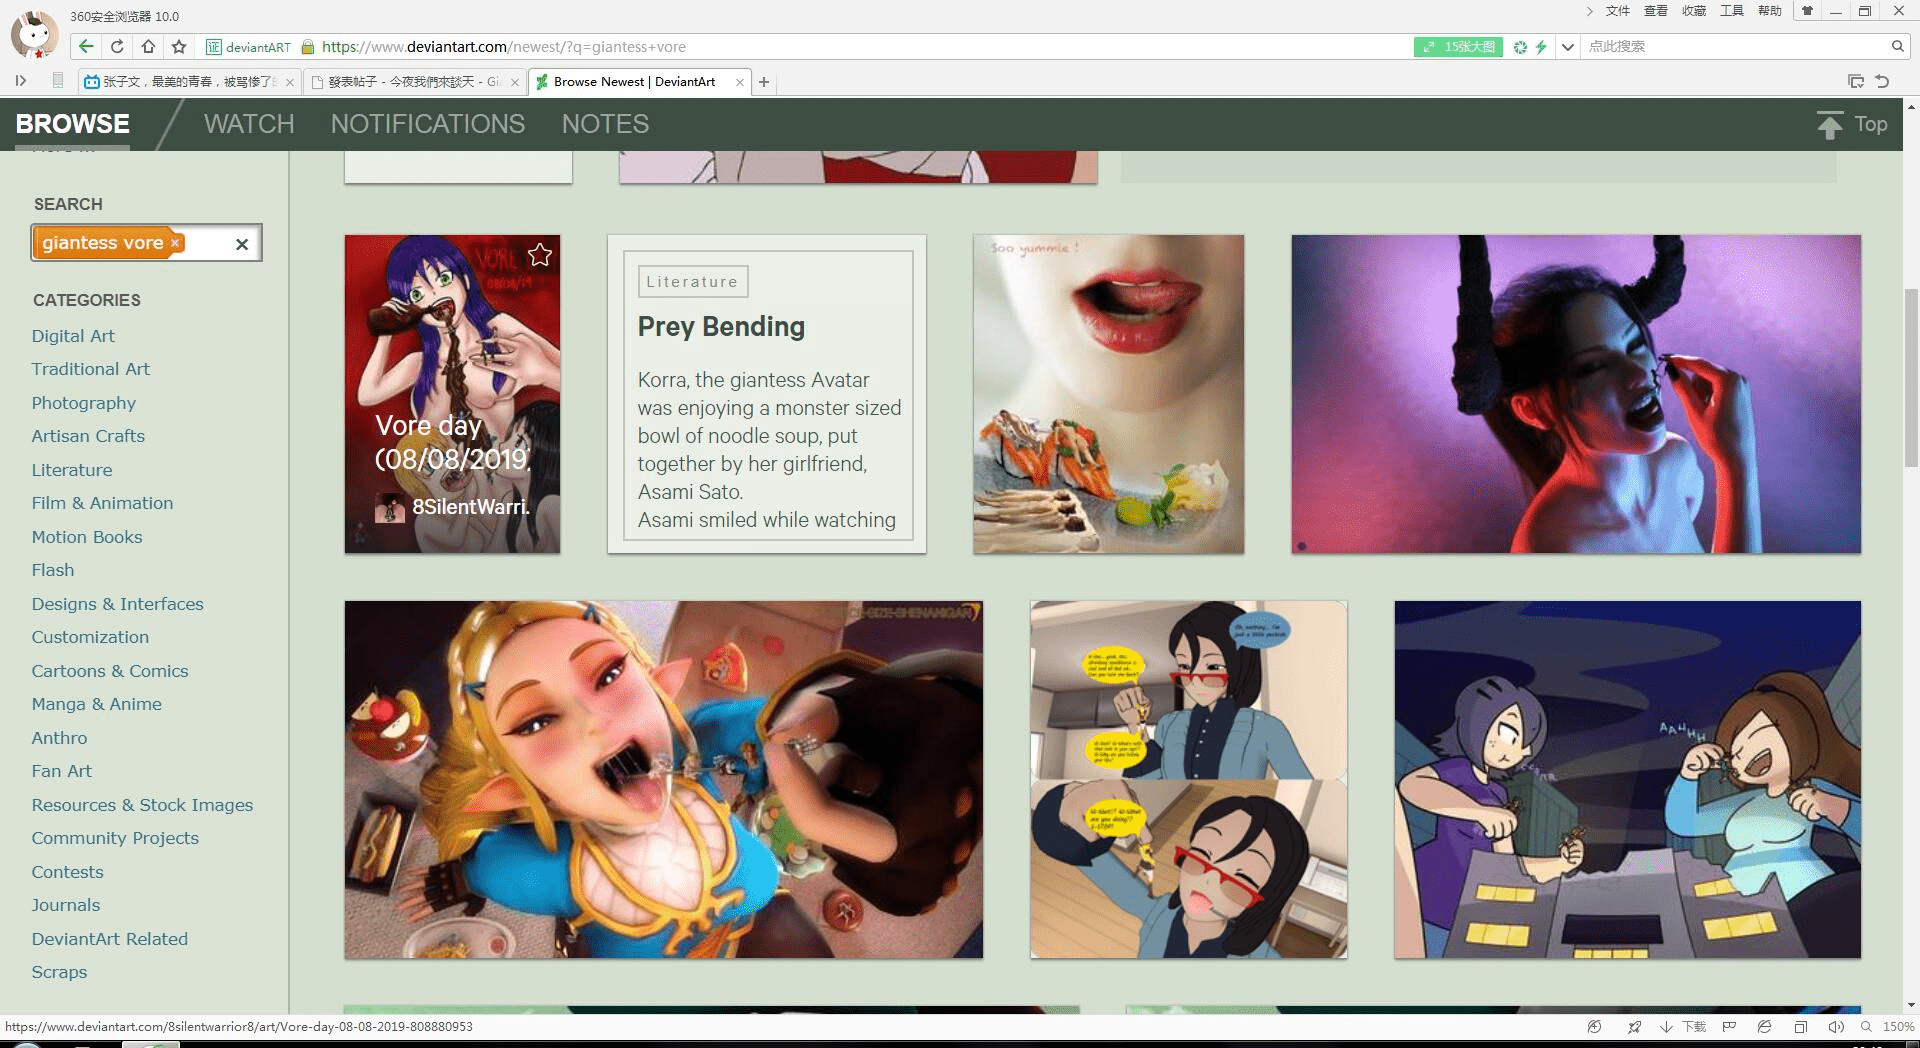 360安全浏览器 10.0
文件 查看 收藏 工具 帮助
证 deviantART https://www.deviantart.com/newest/?q=giantess+vore
15张大图
点此搜索
张子文，最美的青春，被骂惨了
發表帖子 - 今夜我們來談天 - Gi
Browse Newest | DeviantArt
BROWSE WATCH NOTIFICATIONS NOTES
Top
SEARCH
giantess vore
CATEGORIES
Digital Art
Traditional Art
Photography
Artisan Crafts
Literature
Film & Animation
Motion Books
Flash
Designs & Interfaces
Customization
Cartoons & Comics
Manga & Anime
Anthro
Fan Art
Resources & Stock Images
Community Projects
Contests
Journals
DeviantArt Related
Scraps
VORE
08/08/19
Vore day
(08/08/2019)
8SilentWarri.
Literature
Prey Bending
Korra, the giantess Avatar
was enjoying a monster sized
bowl of noodle soup, put
together by her girlfriend,
Asami Sato.
Asami smiled while watching
Soo yummie !
AAHHH
https://www.deviantart.com/8silentwarrior8/art/Vore-day-08-08-2019-808880953
下载
150%